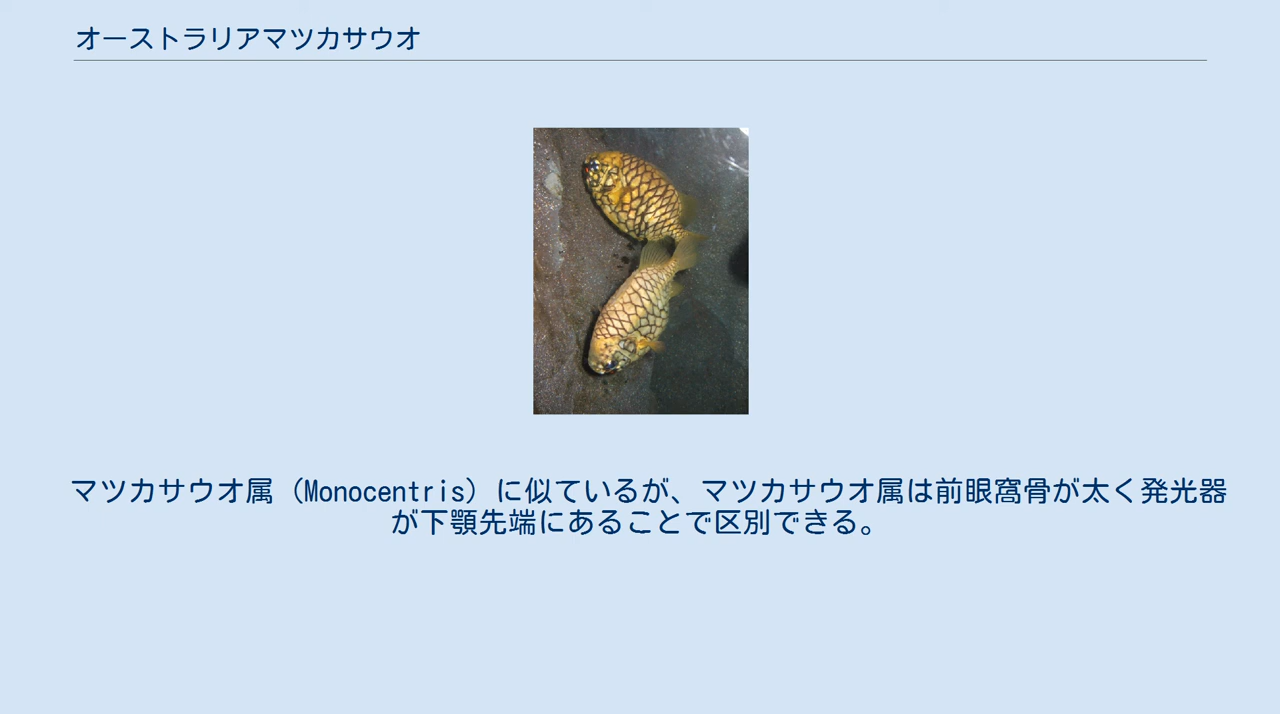 オーストラリアマツカサウオ
マツカサウオ属（Monocentris）に似ているが、マツカサウオ属は前眼窩骨が太く発光器
が下顎先端にあることで区別できる。